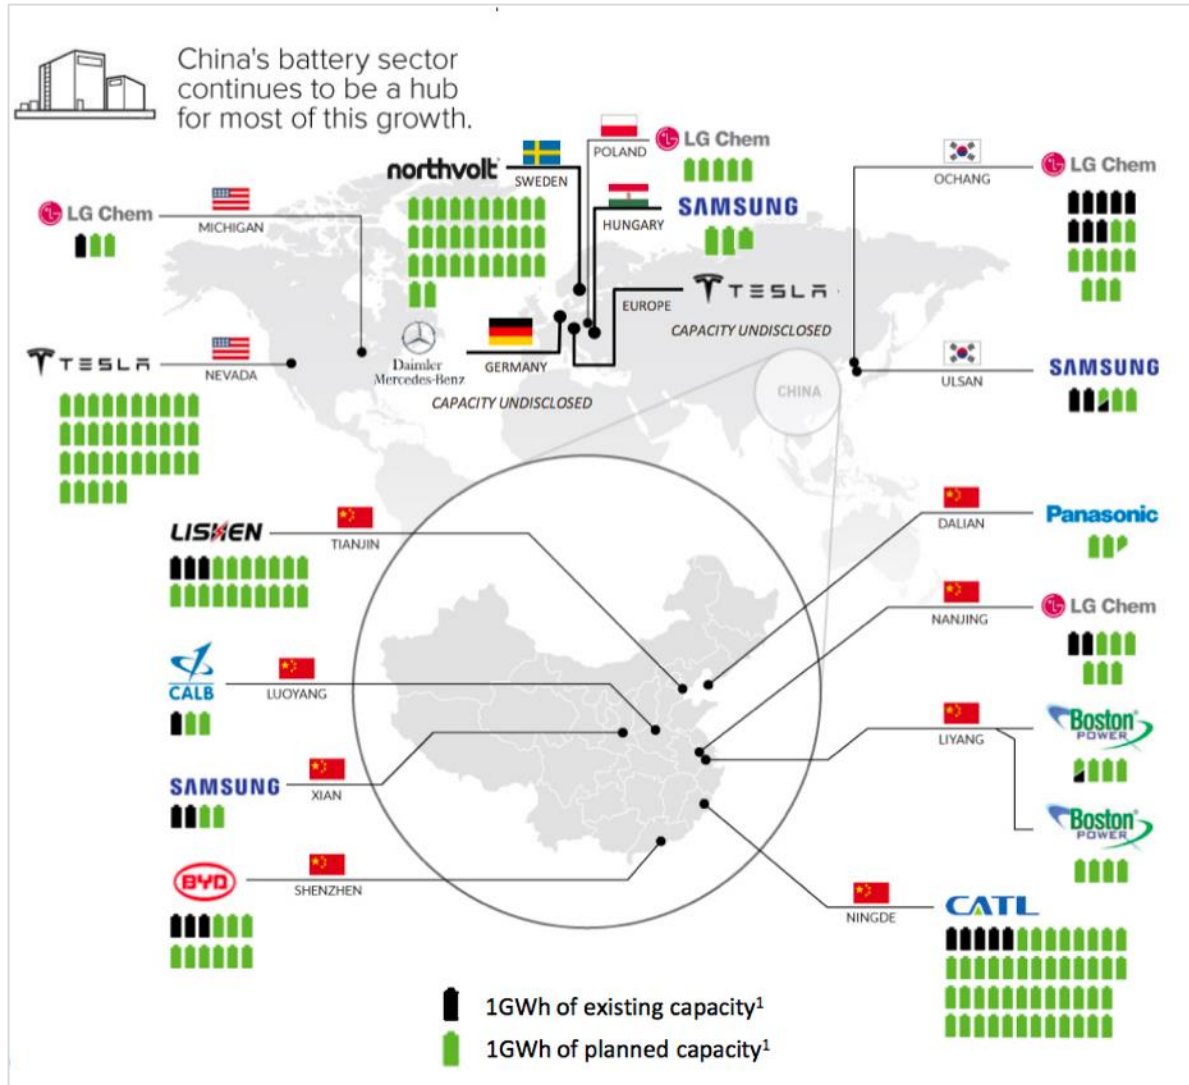 China's battery sector
continues to be a hub
for most of this growth.
northvolt
SWEDEN
POLAND
LG Chem
OCHANG
LG Chem
LG Chem
MICHIGAN
HUNGARY
SAMSUNG
EUROPE
TESLA
CAPACITY UNDISCLOSED
TESLA
NEVADA
Daimler
Mercedes-Benz
GERMANY
CAPACITY UNDISCLOSED
CHINA
ULSAN
SAMSUNG
LISHEN
TIANJIN
DALIAN
Panasonic
NANJING
LG Chem
CALB
LUOYANG
LIYANG
Boston®
POWER
SAMSUNG
XIAN
Boston®
POWER
BYD
SHENZHEN
NINGDE
CATL
1GWh of existing capacity¹
1GWh of planned capacity¹